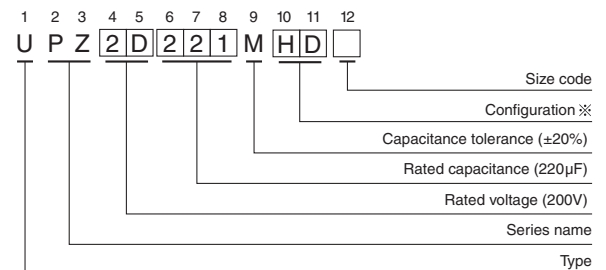 1 2 3 4 5 6 7 8 9 10 11 12
U P Z 2 D 2 2 1 M H D
Size code
Configuration ※
Capacitance tolerance (±20%)
Rated capacitance (220µF)
Rated voltage (200V)
Series name
Type